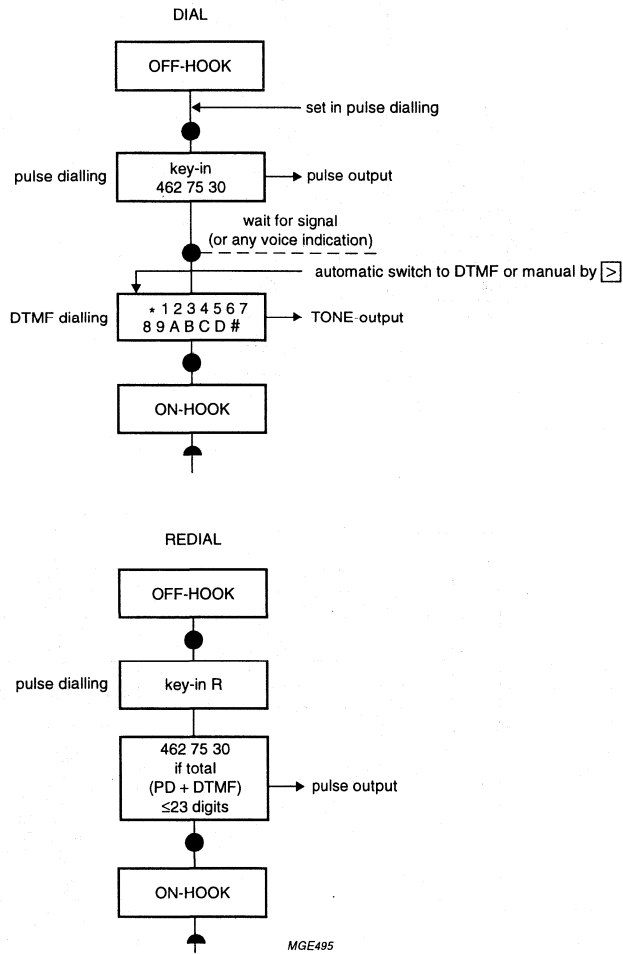 DIAL
OFF-HOOK
set in pulse dialling
pulse dialling
key-in
462 75 30
pulse output
wait for signal
(or any voice indication)
automatic switch to DTMF or manual by >
DTMF dialling
* 1 2 3 4 5 6 7
8 9 A B C D #
TONE-output
ON-HOOK
REDIAL
OFF-HOOK
pulse dialling
key-in R
462 75 30
if total
(PD + DTMF)
≤23 digits
pulse output
ON-HOOK
MGE495